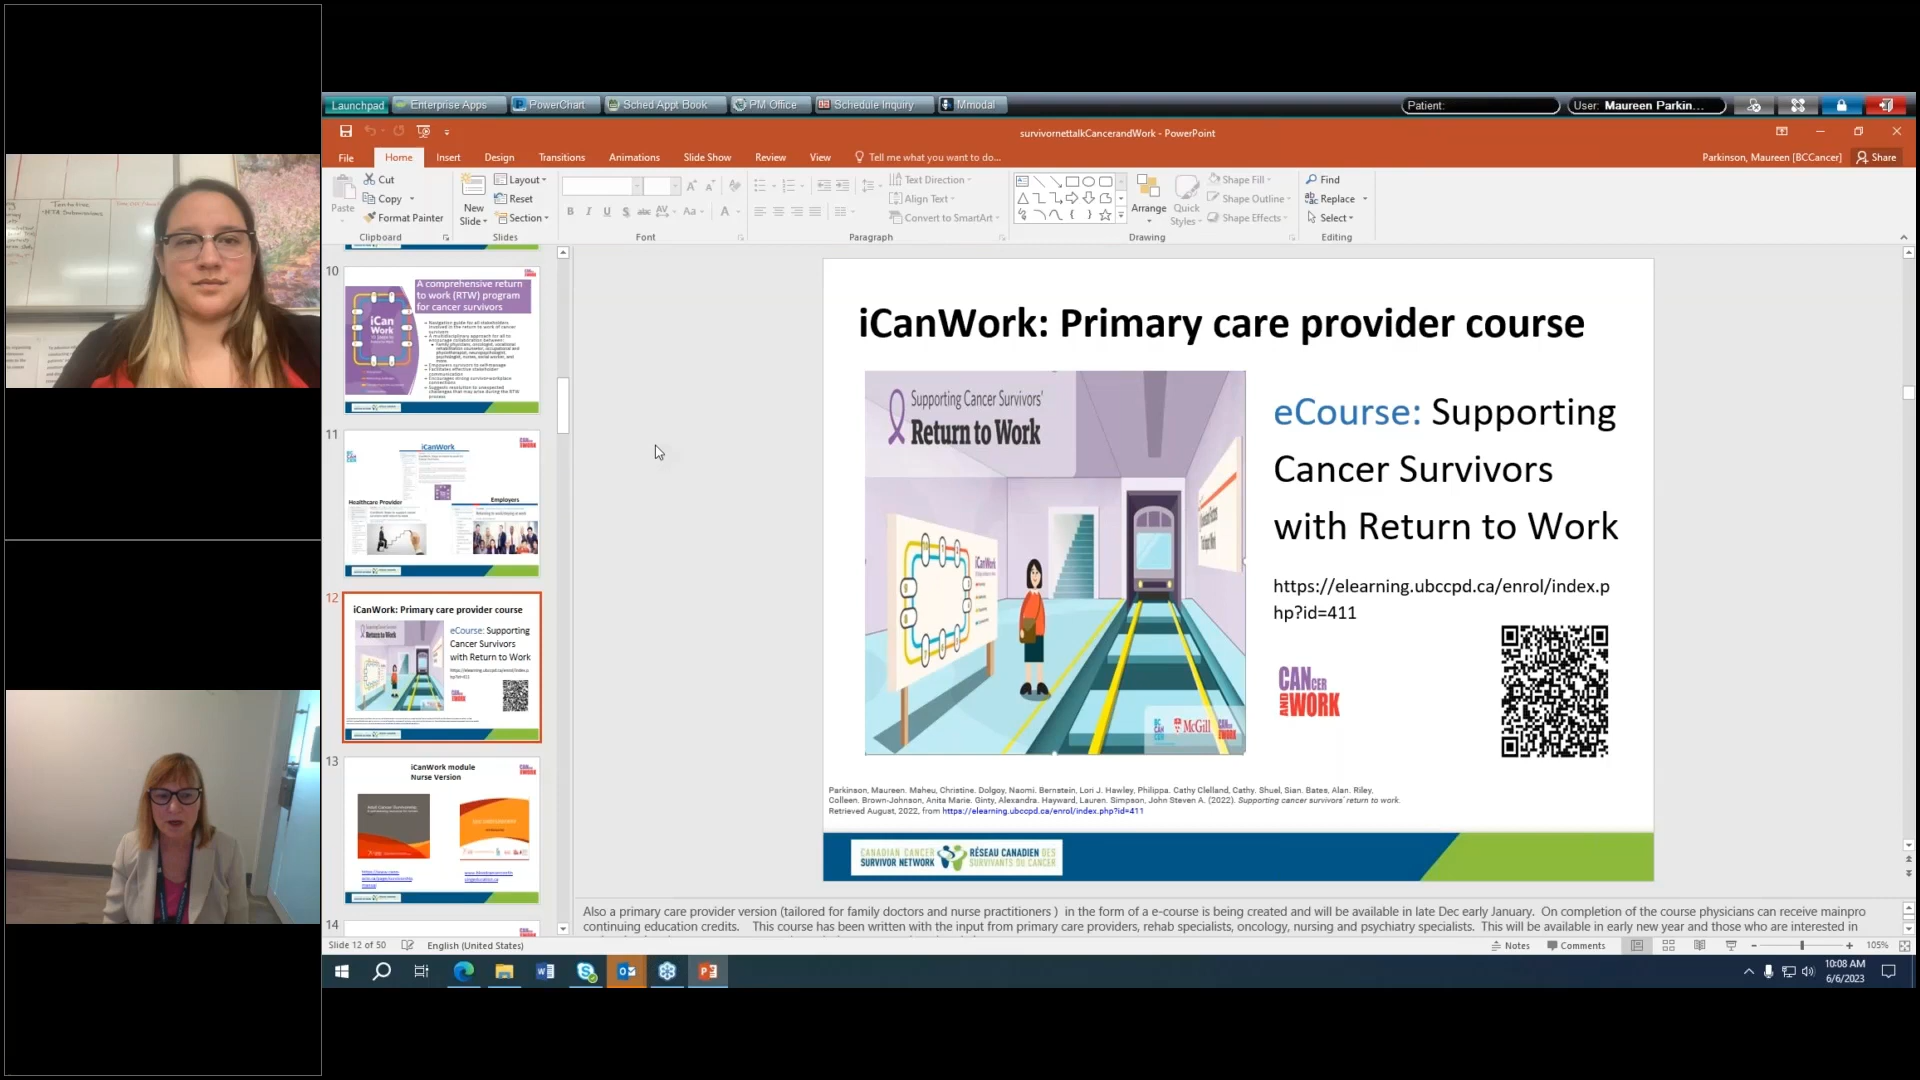 Launchpad Enterprise Apps PowerChart Sched Appt Book PM Office Schedule Inquiry Mmodal Patient: User: Maureen Parkin...
survivornettalkCancerandWork - PowerPoint
File Home Insert Design Transitions Animations Slide Show Review View Tell me what you want to do... Parkinson, Maureen [BCCancer] Share
Paste
Cut
Copy
Format Painter
Clipboard
New
Slide
Layout
Reset
Section
Slides
Font
Text Direction
Align Text
Convert to SmartArt
Paragraph
Arrange
Quick
Styles
Shape Fill
Shape Outline
Shape Effects
Drawing
Find
Replace
Select
Editing
10
A comprehensive return
to work (RTW) program
for cancer survivors
iCan
Work
11
iCanWork
Healthcare Provider
Employers
12
iCanWork: Primary care provider course
Return to Work
eCourse: Supporting
Cancer Survivors
with Return to Work
13
iCanWork module
Nurse Version
14
iCanWork: Primary care provider course
Supporting Cancer Survivors'
Return to Work
iCanWork
McGill
eCourse: Supporting
Cancer Survivors
with Return to Work
https://elearning.ubccpd.ca/enrol/index.p
hp?id=411
CANCER
AND WORK
Parkinson, Maureen. Maheu, Christine. Dolgoy, Naomi. Bernstein, Lori J. Hawley, Philippa. Cathy Clelland, Cathy. Shuel, Sian. Bates, Alan. Riley,
Colleen. Brown-Johnson, Anita Marie. Ginty, Alexandra. Hayward, Lauren. Simpson, John Steven A. (2022). Supporting cancer survivors' return to work.
Retrieved August, 2022, from https://elearning.ubccpd.ca/enrol/index.php?id=411
CANADIAN CANCER
SURVIVOR NETWORK
RÉSEAU CANADIEN DES
SURVIVANTS DU CANCER
Also a primary care provider version (tailored for family doctors and nurse practitioners ) in the form of a e-course is being created and will be available in late Dec early January. On completion of the course physicians can receive mainpro
continuing education credits. This course has been written with the input from primary care providers, rehab specialists, oncology, nursing and psychiatry specialists. This will be available in early new year and those who are interested in
Slide 12 of 50 English (United States) Notes Comments 105%
10:08 AM
6/6/2023